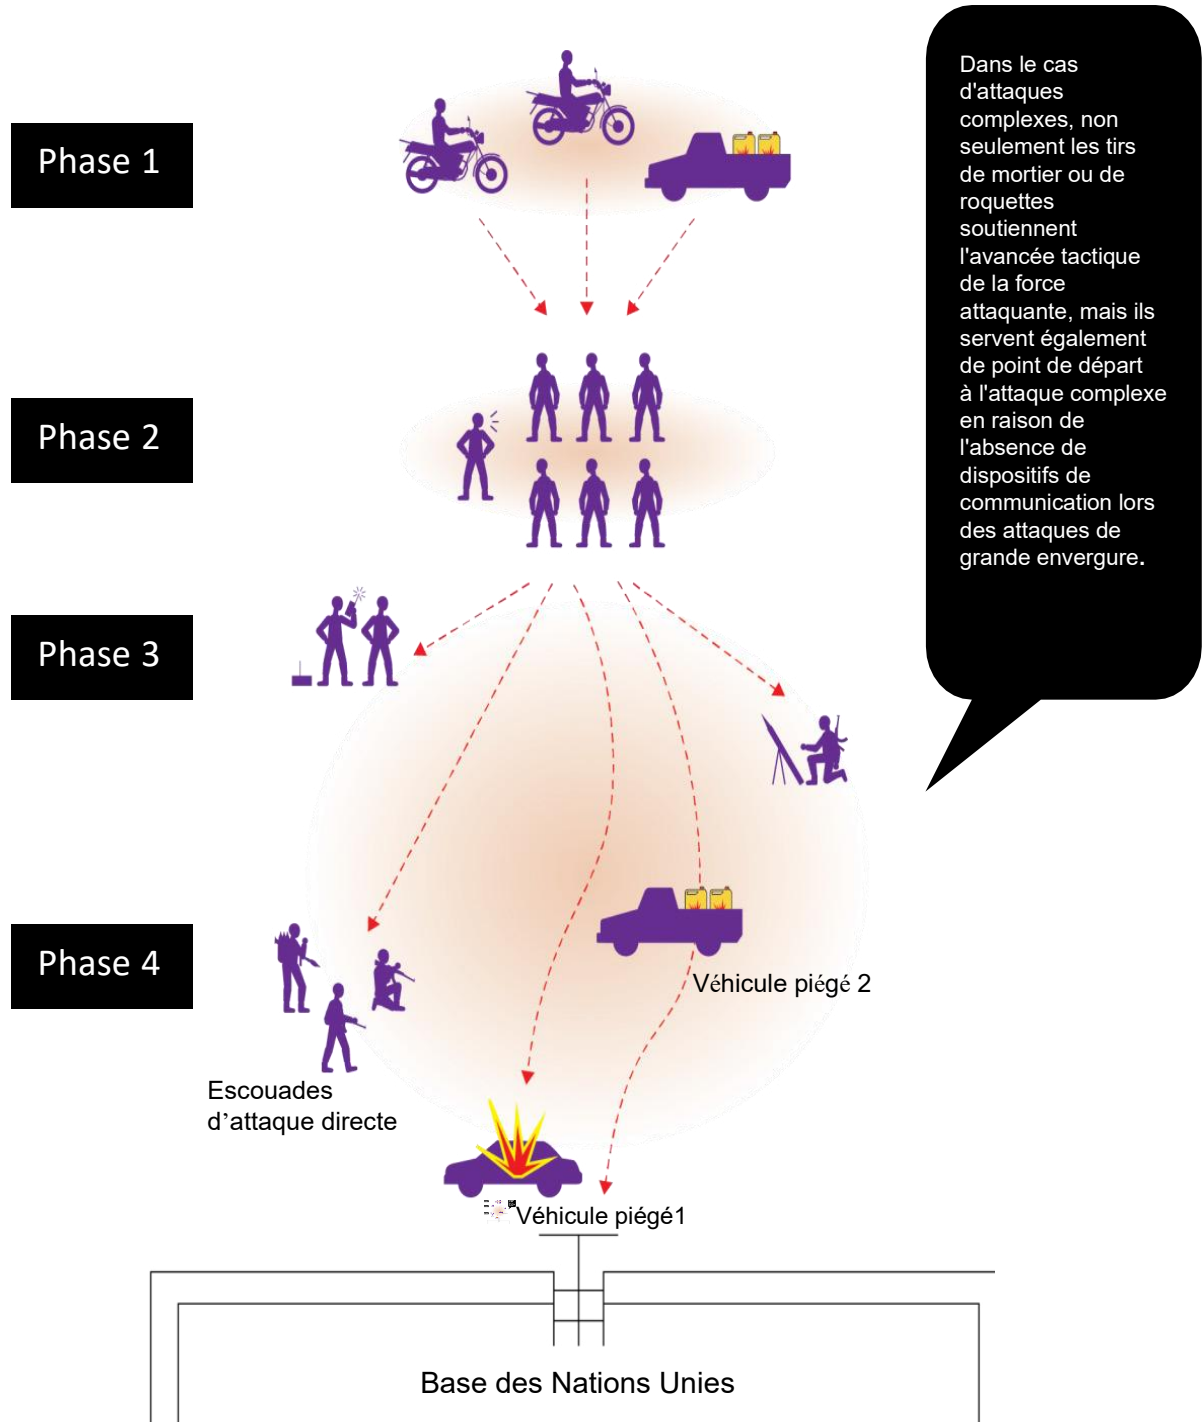 Phase 1
Dans le cas
d'attaques
complexes, non
seulement les tirs
de mortier ou de
roquettes
soutiennent
l'avancée tactique
de la force
attaquante, mais ils
servent également
de point de départ
à l'attaque complexe
en raison de
l'absence de
dispositifs de
communication lors
des attaques de
grande envergure.
Phase 2
Phase 3
Phase 4
Véhicule piégé 2
Escouades
d’attaque directe
Véhicule piégé1
Base des Nations Unies